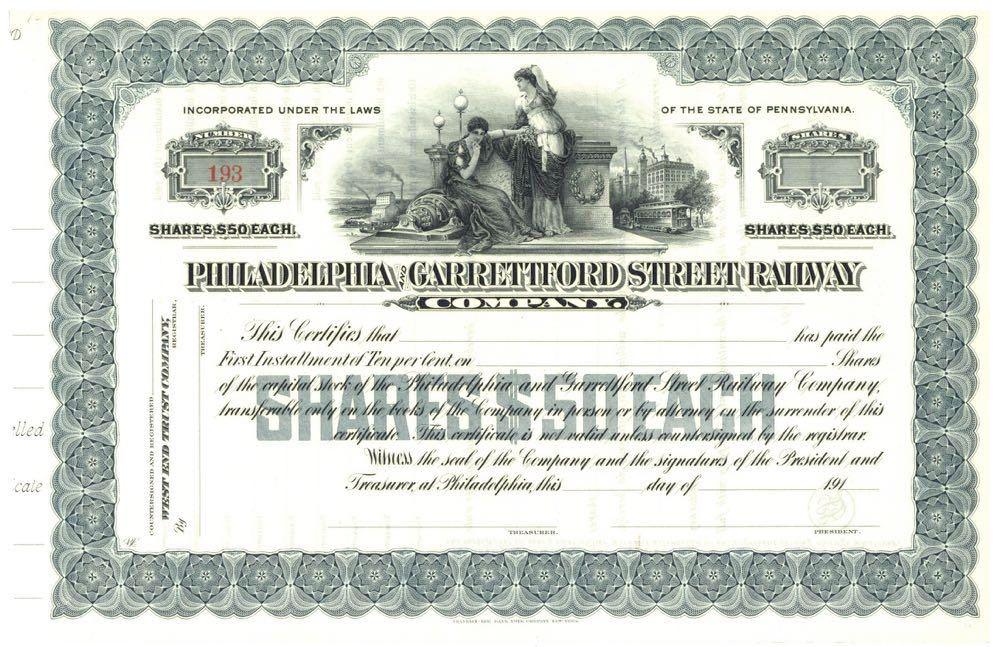 D
INCORPORATED UNDER THE LAWS OF THE STATE OF PENNSYLVANIA.
NUMBER
193
SHARES
SHARES $50 EACH.
SHARES $50 EACH.
PHILADELPHIA AND GARRETTFORD STREET RAILWAY
COMPANY.
This Certifies that has paid the
First Installment of Ten per Cent, on Shares
of the capital stock of the Philadelphia and Garrettford Street Railway Company,
transferable only on the books of the Company in person or by attorney on the surrender of this
certificate. This certificate is not valid unless countersigned by the registrar.
Witness the seal of the Company and the signatures of the President and
Treasurer, at Philadelphia, this day of 191
SHARES $50 EACH
TREASURER.
PRESIDENT.
COUNTERSIGNED AND REGISTERED
WEST END TRUST COMPANY,
REGISTRAR,
By
TREASURER.
cate